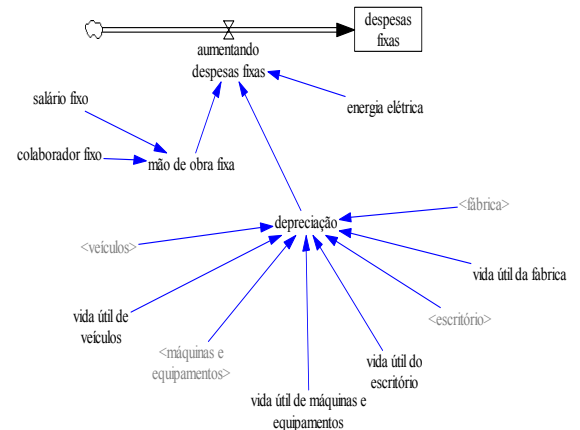 despesas
fixas
aumentando
despesas fixas
salário fixo
energia elétrica
colaborador fixo
mão de obra fixa
<fábrica>
depreciação
<veículos>
vida útil da fabrica
vida útil de
veículos
<escritório>
<máquinas e
equipamentos>
vida útil do
escritório
vida útil de máquinas e
equipamentos